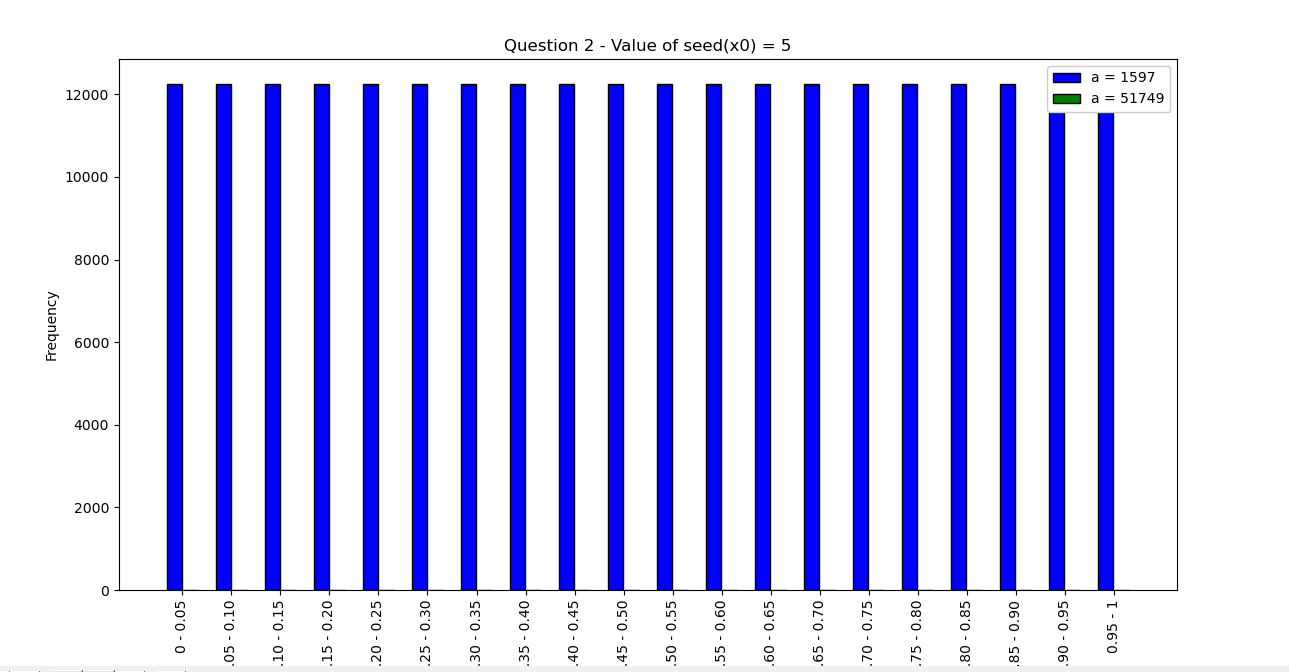 Question 2 - Value of seed(x0) = 5
a = 1597
a = 51749
12000
10000
8000
6000
4000
2000
0
Frequency
0 - 0.05
.05 - 0.10
.10 - 0.15
.15 - 0.20
.20 - 0.25
.25 - 0.30
.30 - 0.35
.35 - 0.40
.40 - 0.45
.45 - 0.50
.50 - 0.55
.55 - 0.60
.60 - 0.65
.65 - 0.70
.70 - 0.75
.75 - 0.80
.80 - 0.85
.85 - 0.90
.90 - 0.95
0.95 - 1